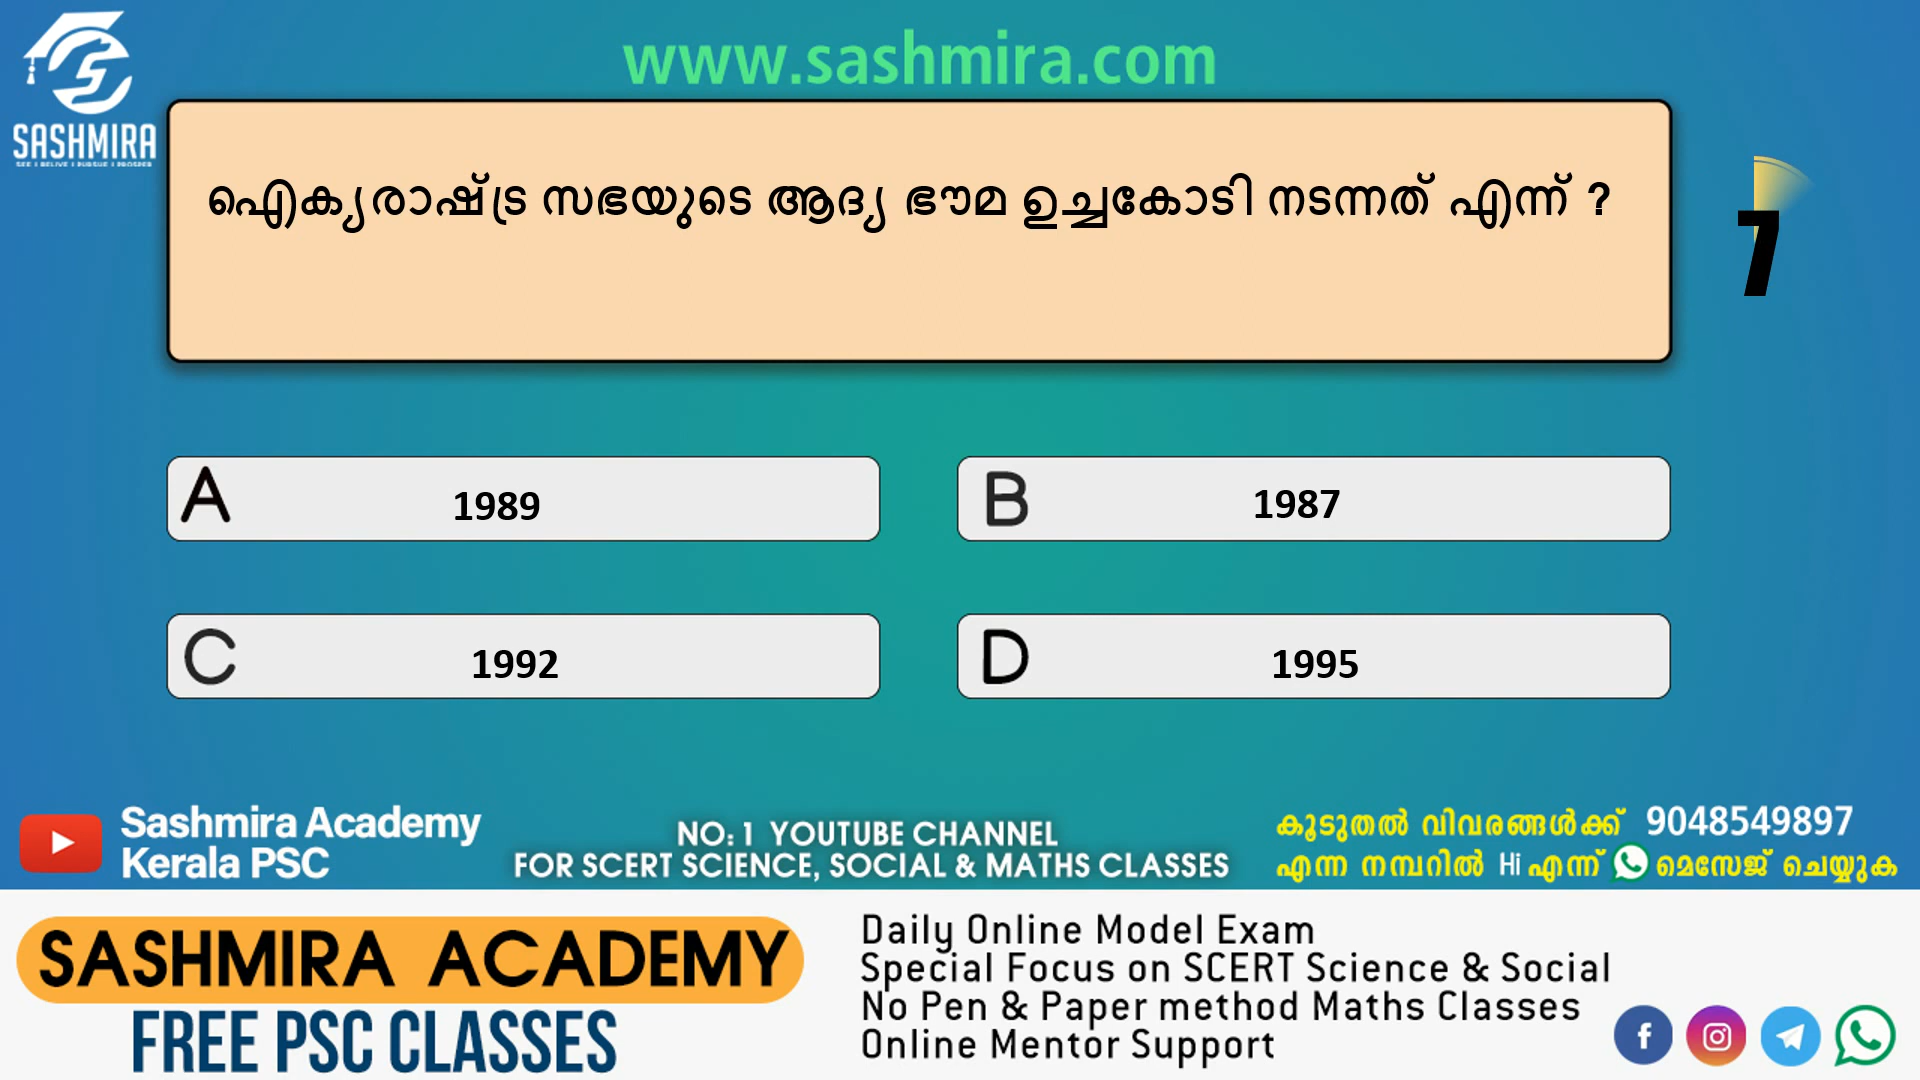 www.sashmira.com
SASHMIRA
SEE I BELIVE I PURSUE I PROSPER
ഐക്യരാഷ്ട്ര സഭയുടെ ആദ്യ ഭൗമ ഉച്ചകോടി നടന്നത് എന്ന് ?
7
A 1989
B 1987
C 1992
D 1995
Sashmira Academy
Kerala PSC
NO: 1 YOUTUBE CHANNEL
FOR SCERT SCIENCE, SOCIAL & MATHS CLASSES
കൂടുതൽ വിവരങ്ങൾക്ക് 9048549897
എന്ന നമ്പറിൽ Hi എന്ന് മെസേജ് ചെയ്യുക
SASHMIRA ACADEMY
FREE PSC CLASSES
Daily Online Model Exam
Special Focus on SCERT Science & Social
No Pen & Paper method Maths Classes
Online Mentor Support